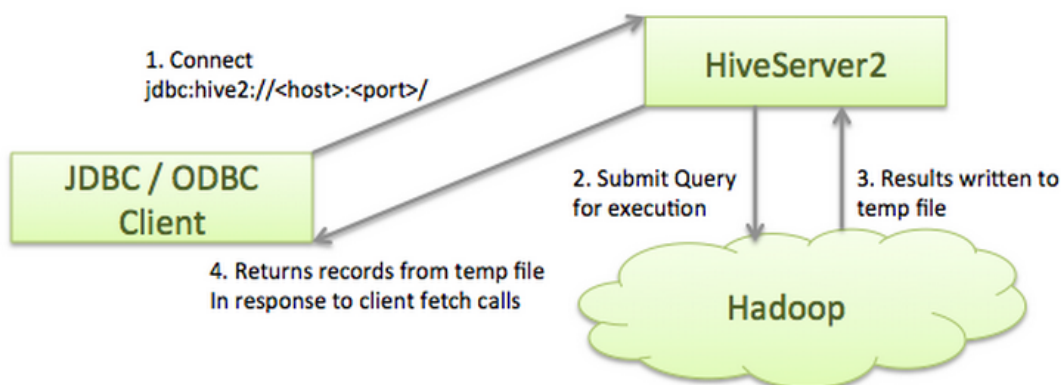 1. Connect
jdbc:hive2://<host>:<port>/
HiveServer2
JDBC / ODBC
Client
2. Submit Query
for execution
3. Results written to
temp file
4. Returns records from temp file
In response to client fetch calls
Hadoop